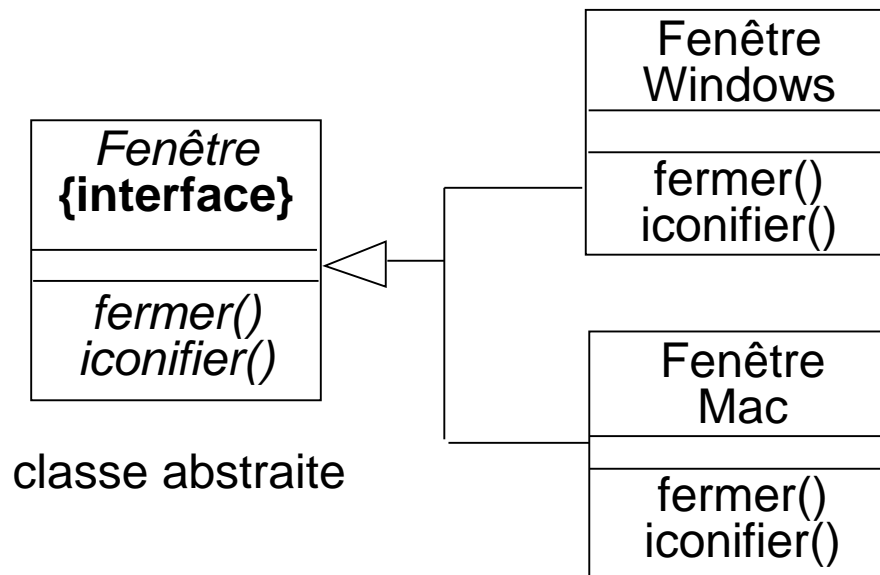 Fenêtre
{interface}
fermer()
iconifier()
classe abstraite
Fenêtre
Windows
fermer()
iconifier()
Fenêtre
Mac
fermer()
iconifier()